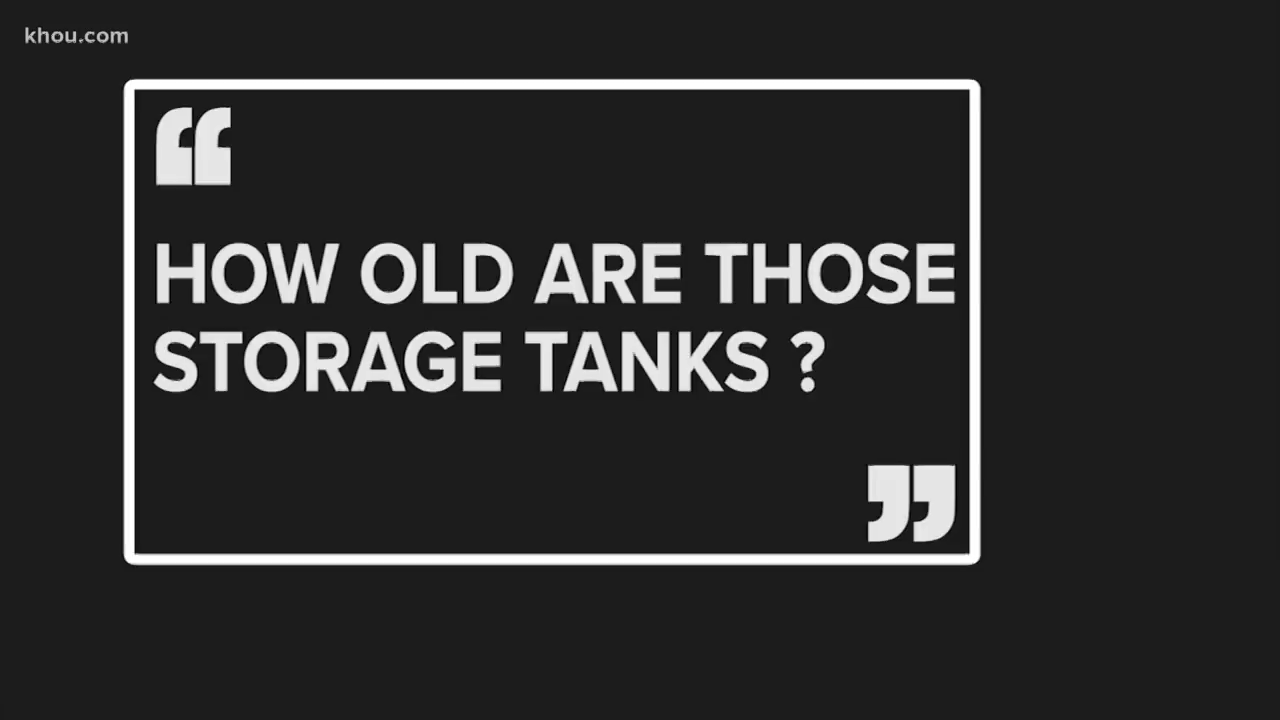 khou.com
“
HOW OLD ARE THOSE
STORAGE TANKS ?
”